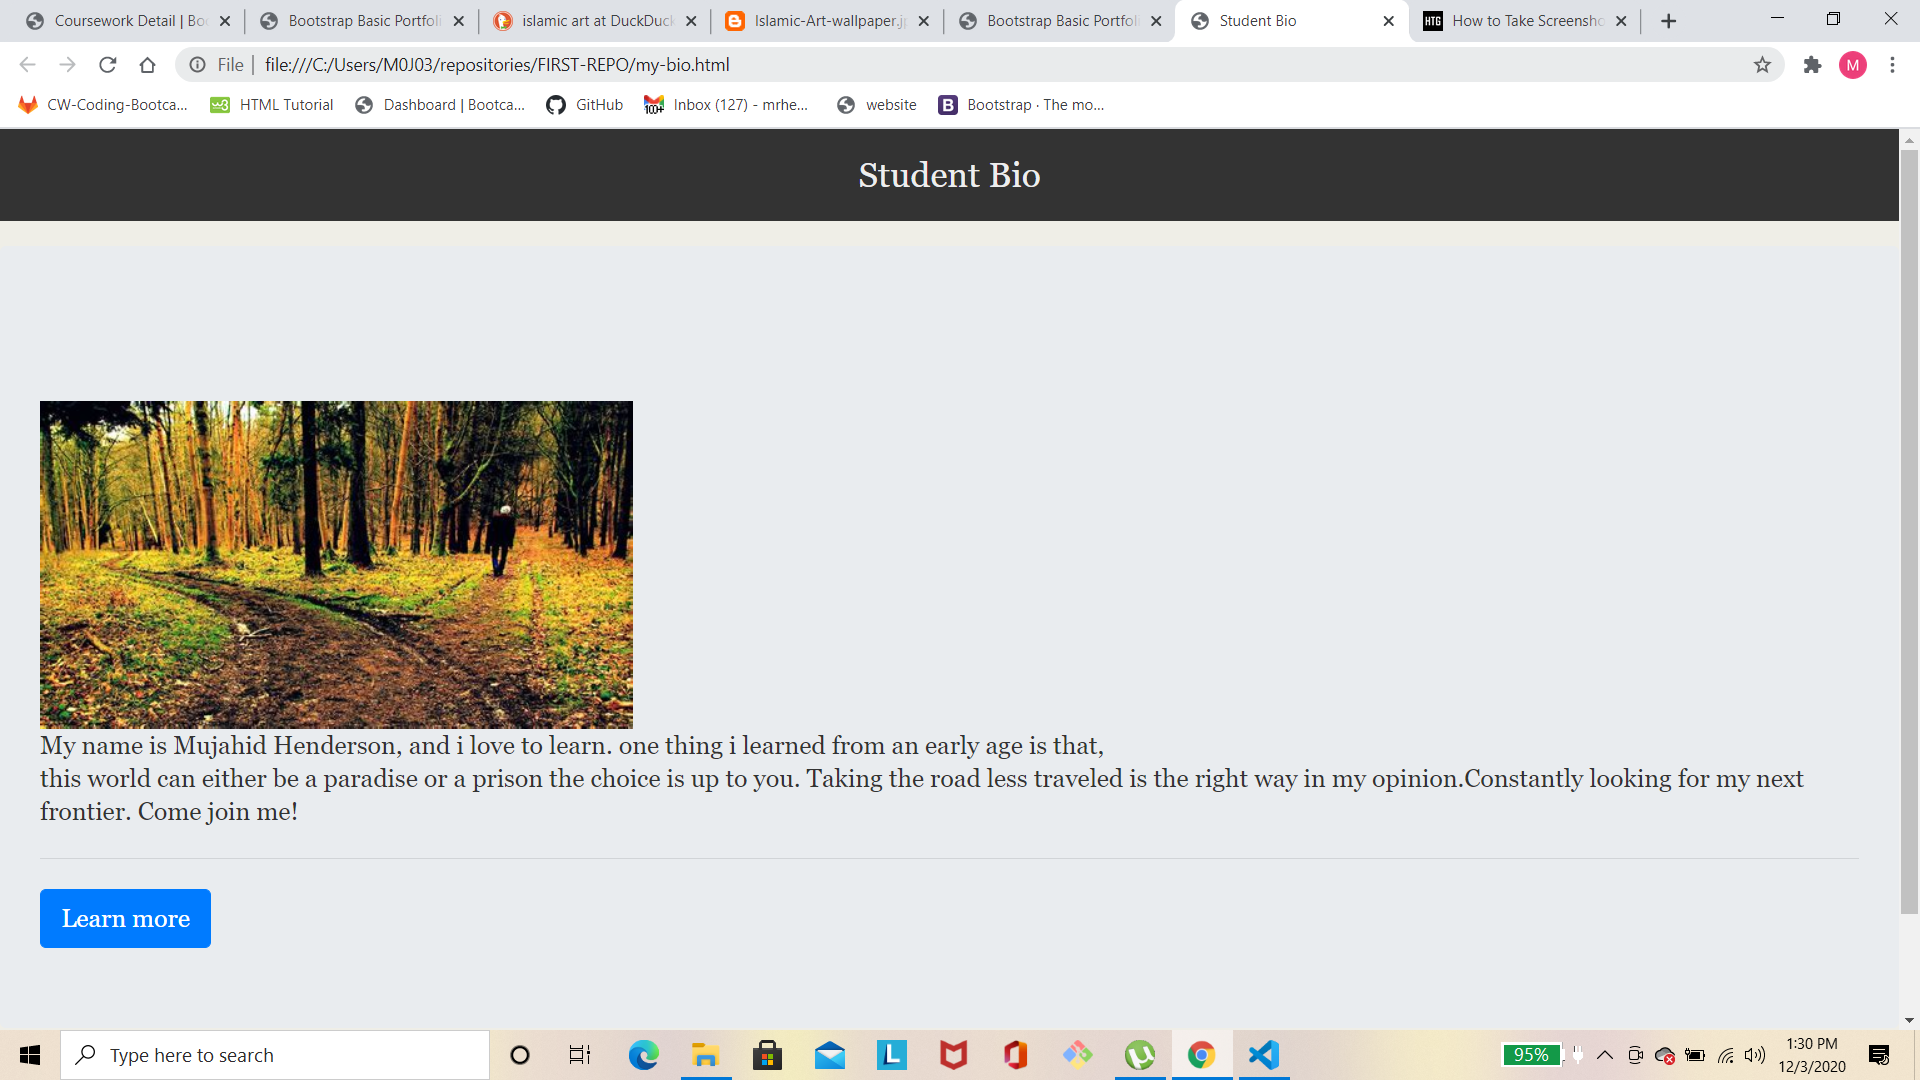 Coursework Detail | Bo
Bootstrap Basic Portfoli
islamic art at DuckDuck
Islamic-Art-wallpaper.j
Bootstrap Basic Portfoli
Student Bio
HTG How to Take Screensho
File | file:///C:/Users/M0J03/repositories/FIRST-REPO/my-bio.html
M
CW-Coding-Bootca...
w3 HTML Tutorial
Dashboard | Bootca...
GitHub
100+ Inbox (127) - mrhe...
website
B Bootstrap · The mo...
Student Bio
My name is Mujahid Henderson, and i love to learn. one thing i learned from an early age is that,
this world can either be a paradise or a prison the choice is up to you. Taking the road less traveled is the right way in my opinion.Constantly looking for my next
frontier. Come join me!
Learn more
Type here to search
L
95%
1:30 PM
12/3/2020